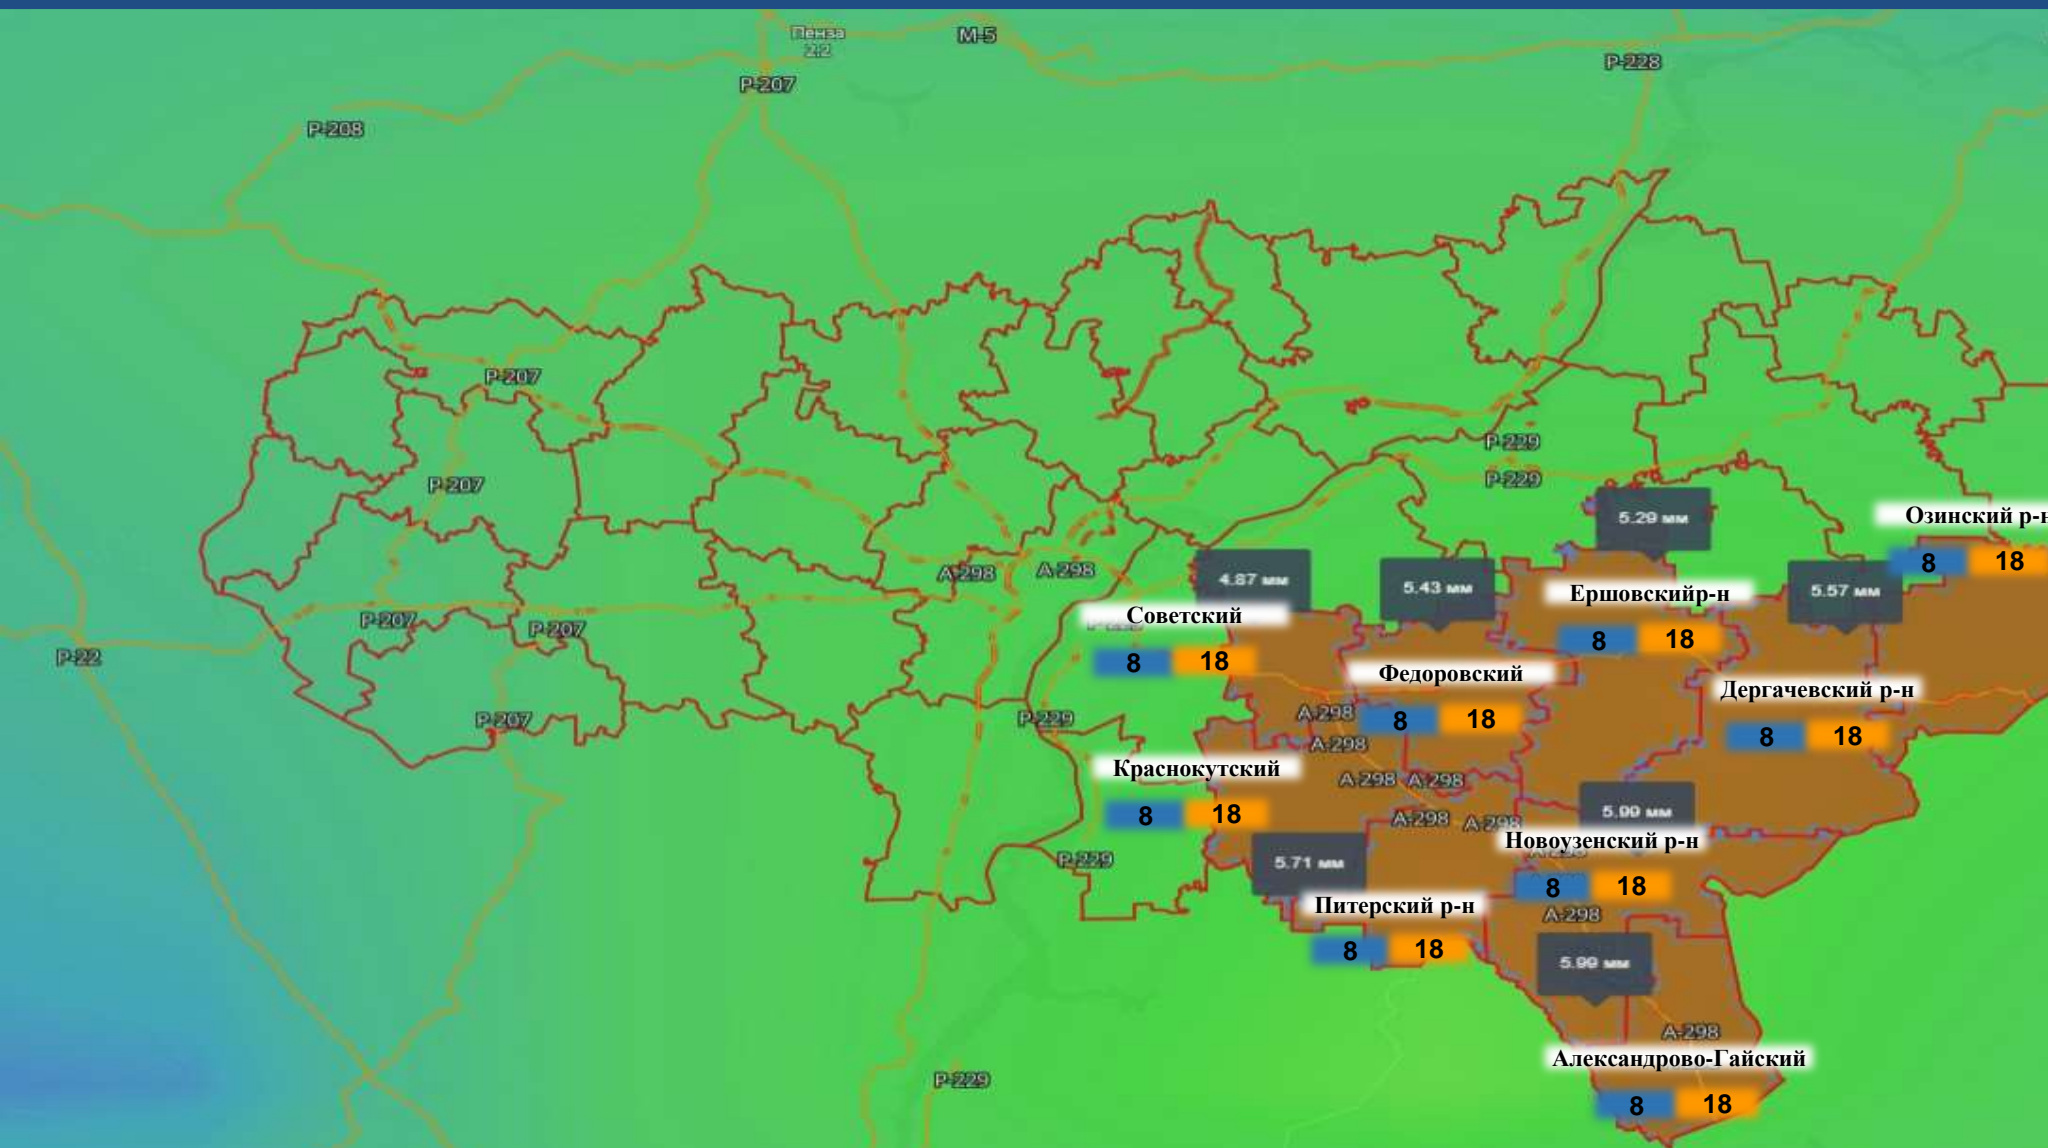 Пенза
2.2
М-5
Р-228
Р-207
Р-208
Р-207
Р-229
Р-207
Р-229
5.29 мм
Озинский р-н
8 18
А-298
А-298
4.87 мм
5.43 мм
5.57 мм
Ершовскийр-н
8 18
Советский
8 18
Р-207
Р-207
Р-22
Федоровский
8 18
Дергачевский р-н
8 18
Р-207
Р-229
А-298
А-298
Краснокутский
8 18
А-298
А-298
А-298
А-298
5.99 мм
Новоузенский р-н
8 18
Р-229
5.71 мм
Питерский р-н
8 18
А-298
5.99 мм
А-298
Александрово-Гайский
8 18
Р-229